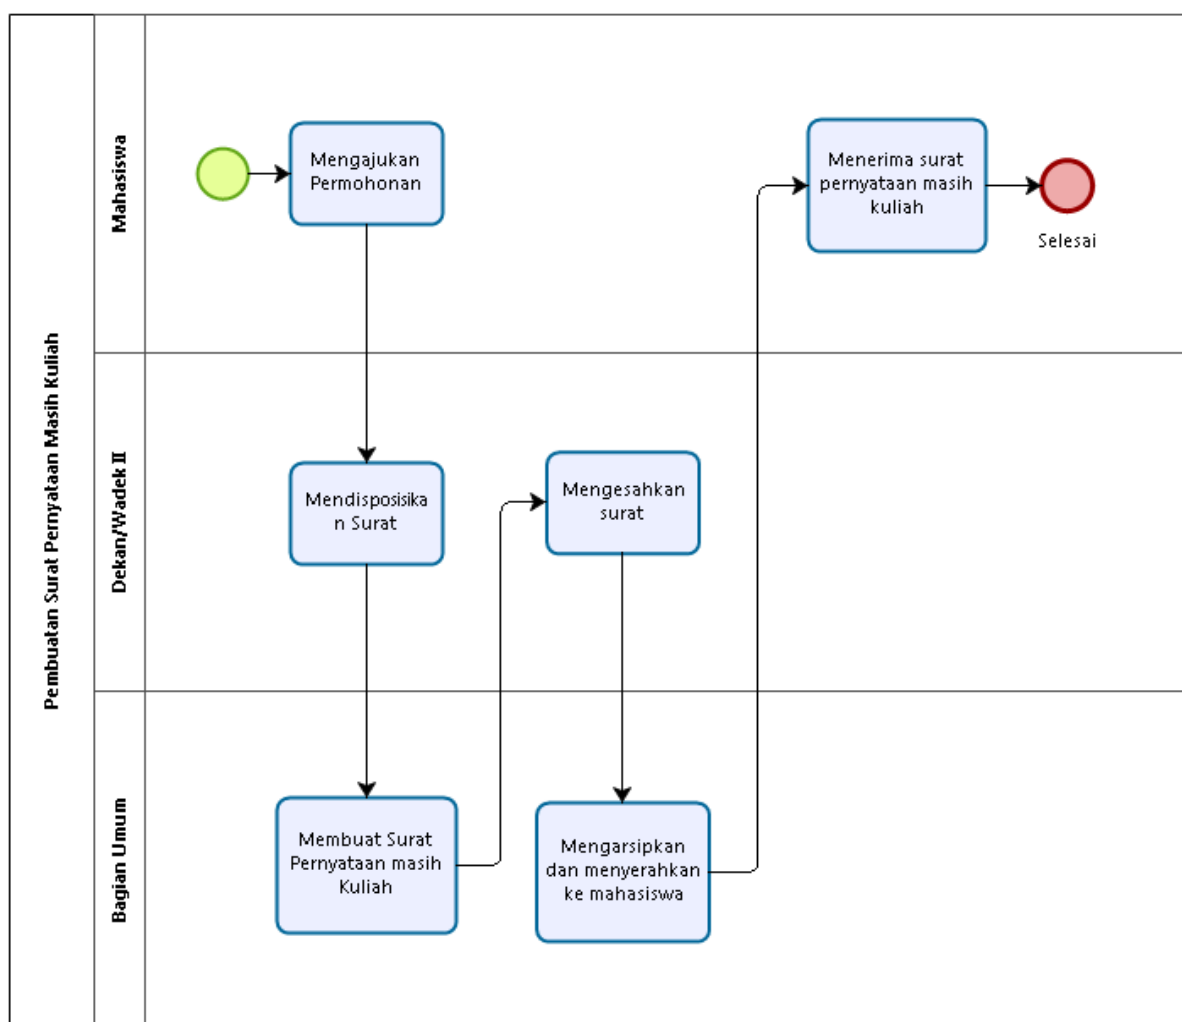 Pembuatan Surat Pernyataan Masih Kuliah
Mahasiswa
Mengajukan
Permohonan
Menerima surat
pernyataan masih
kuliah
Selesai
Dekan/Wadek II
Mendisposisika
n Surat
Mengesahkan
surat
Bagian Umum
Membuat Surat
Pernyataan masih
Kuliah
Mengarsipkan
dan menyerahkan
ke mahasiswa